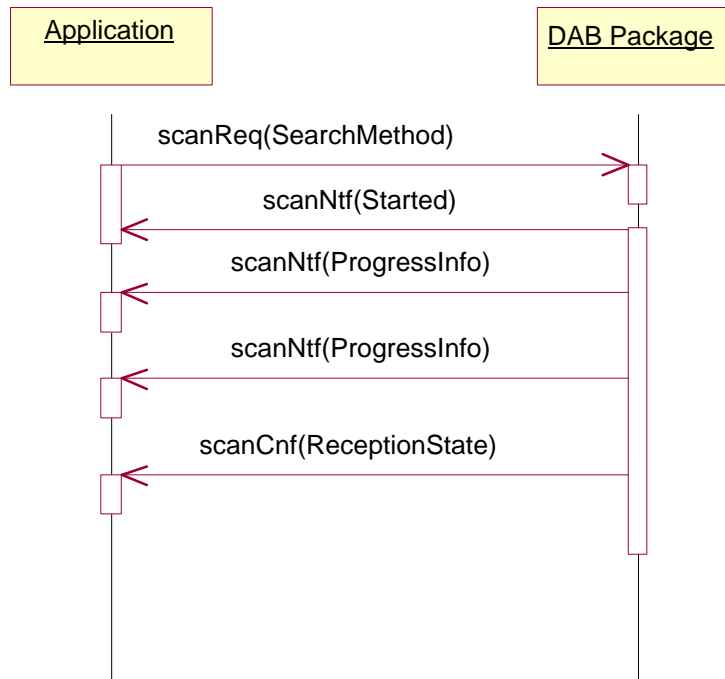 Application
DAB Package
scanReq(SearchMethod)
scanNtf(Started)
scanNtf(ProgressInfo)
scanNtf(ProgressInfo)
scanCnf(ReceptionState)